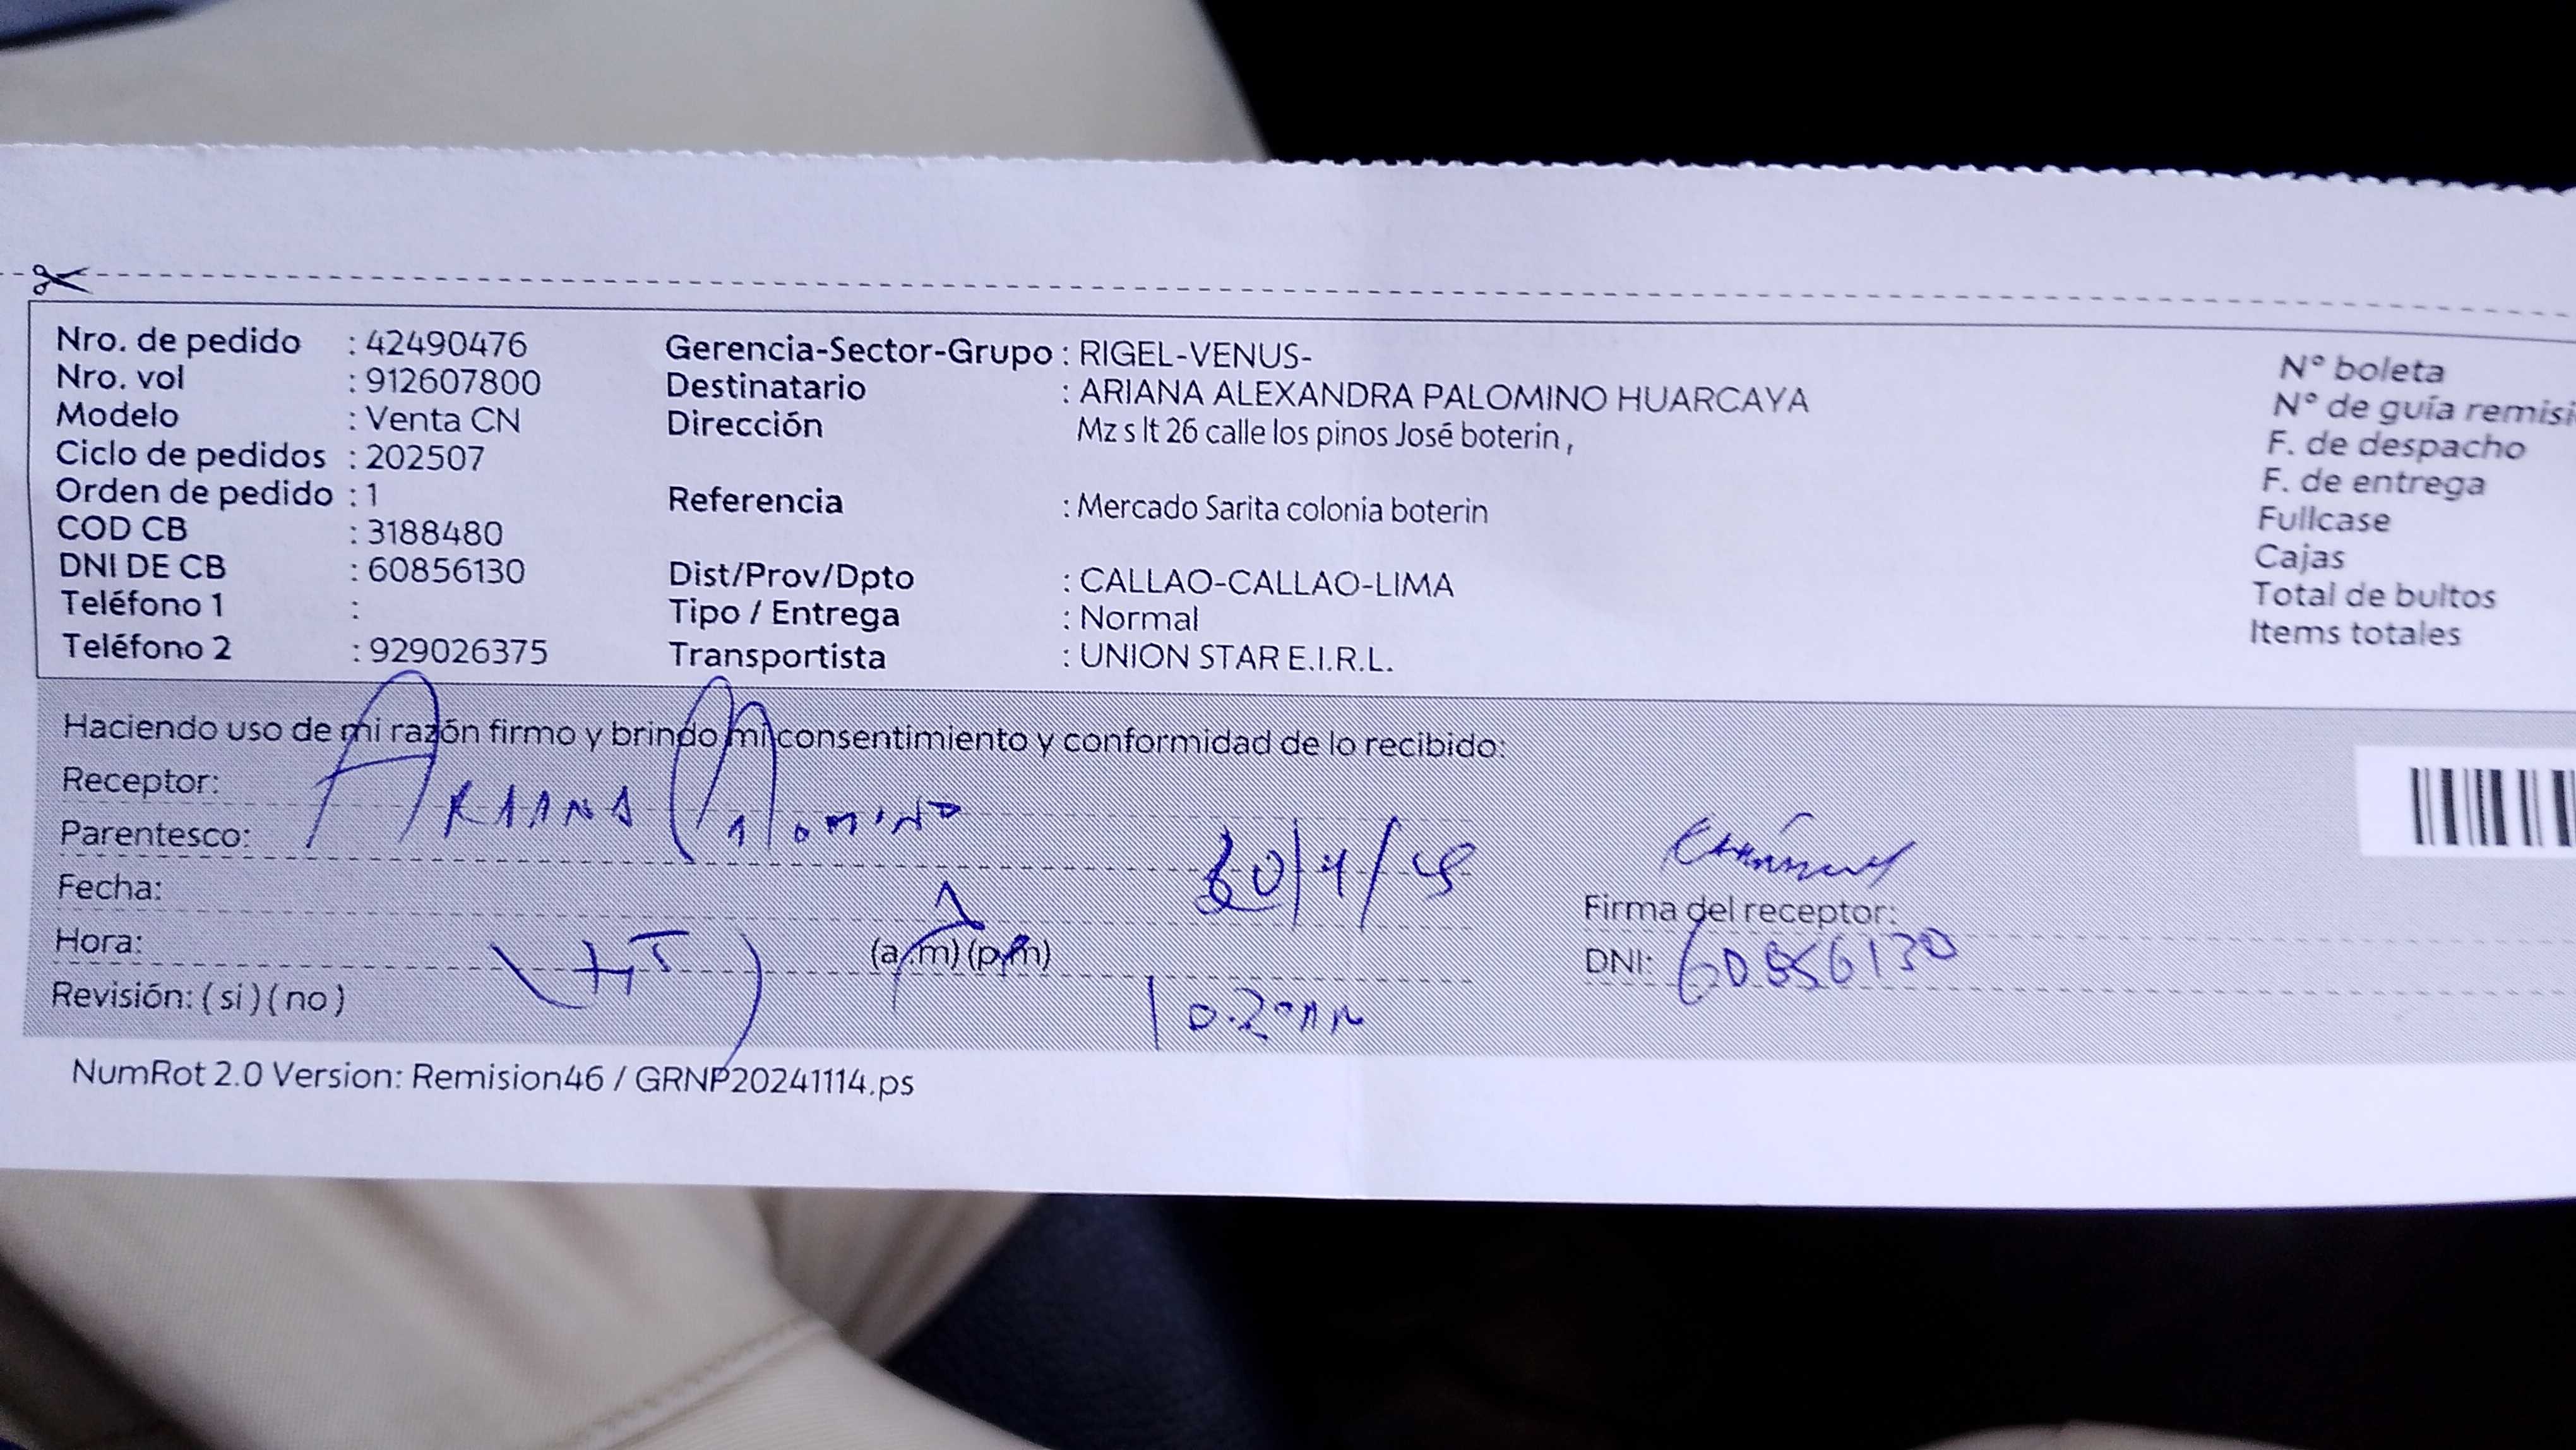 Nro. de pedido : 42490476 Gerencia-Sector-Grupo : RIGEL-VENUS- N° boleta
Nro. vol : 912607800 Destinatario : ARIANA ALEXANDRA PALOMINO HUARCAYA N° de guía remisi
Modelo : Venta CN Dirección Mz s lt 26 calle los pinos José boterin , F. de despacho
Ciclo de pedidos : 202507 F. de entrega
Orden de pedido : 1 Referencia : Mercado Sarita colonia boterin Fullcase
COD CB : 3188480 Cajas
DNI DE CB : 60856130 Dist/Prov/Dpto : CALLAO-CALLAO-LIMA Total de bultos
Teléfono 1 : Tipo / Entrega : Normal Items totales
Teléfono 2 : 929026375 Transportista : UNION STAR E.I.R.L.
Haciendo uso de mi razón firmo y brindo mi consentimiento y conformidad de lo recibido:
Receptor: ARIANA PALOMINO
Parentesco:
Fecha: Firma del receptor:
Hora: (a.m) (p.m) DNI: 60856130
Revisión: ( si ) ( no )
NumRot 2.0 Version: Remision46 / GRNP20241114.ps